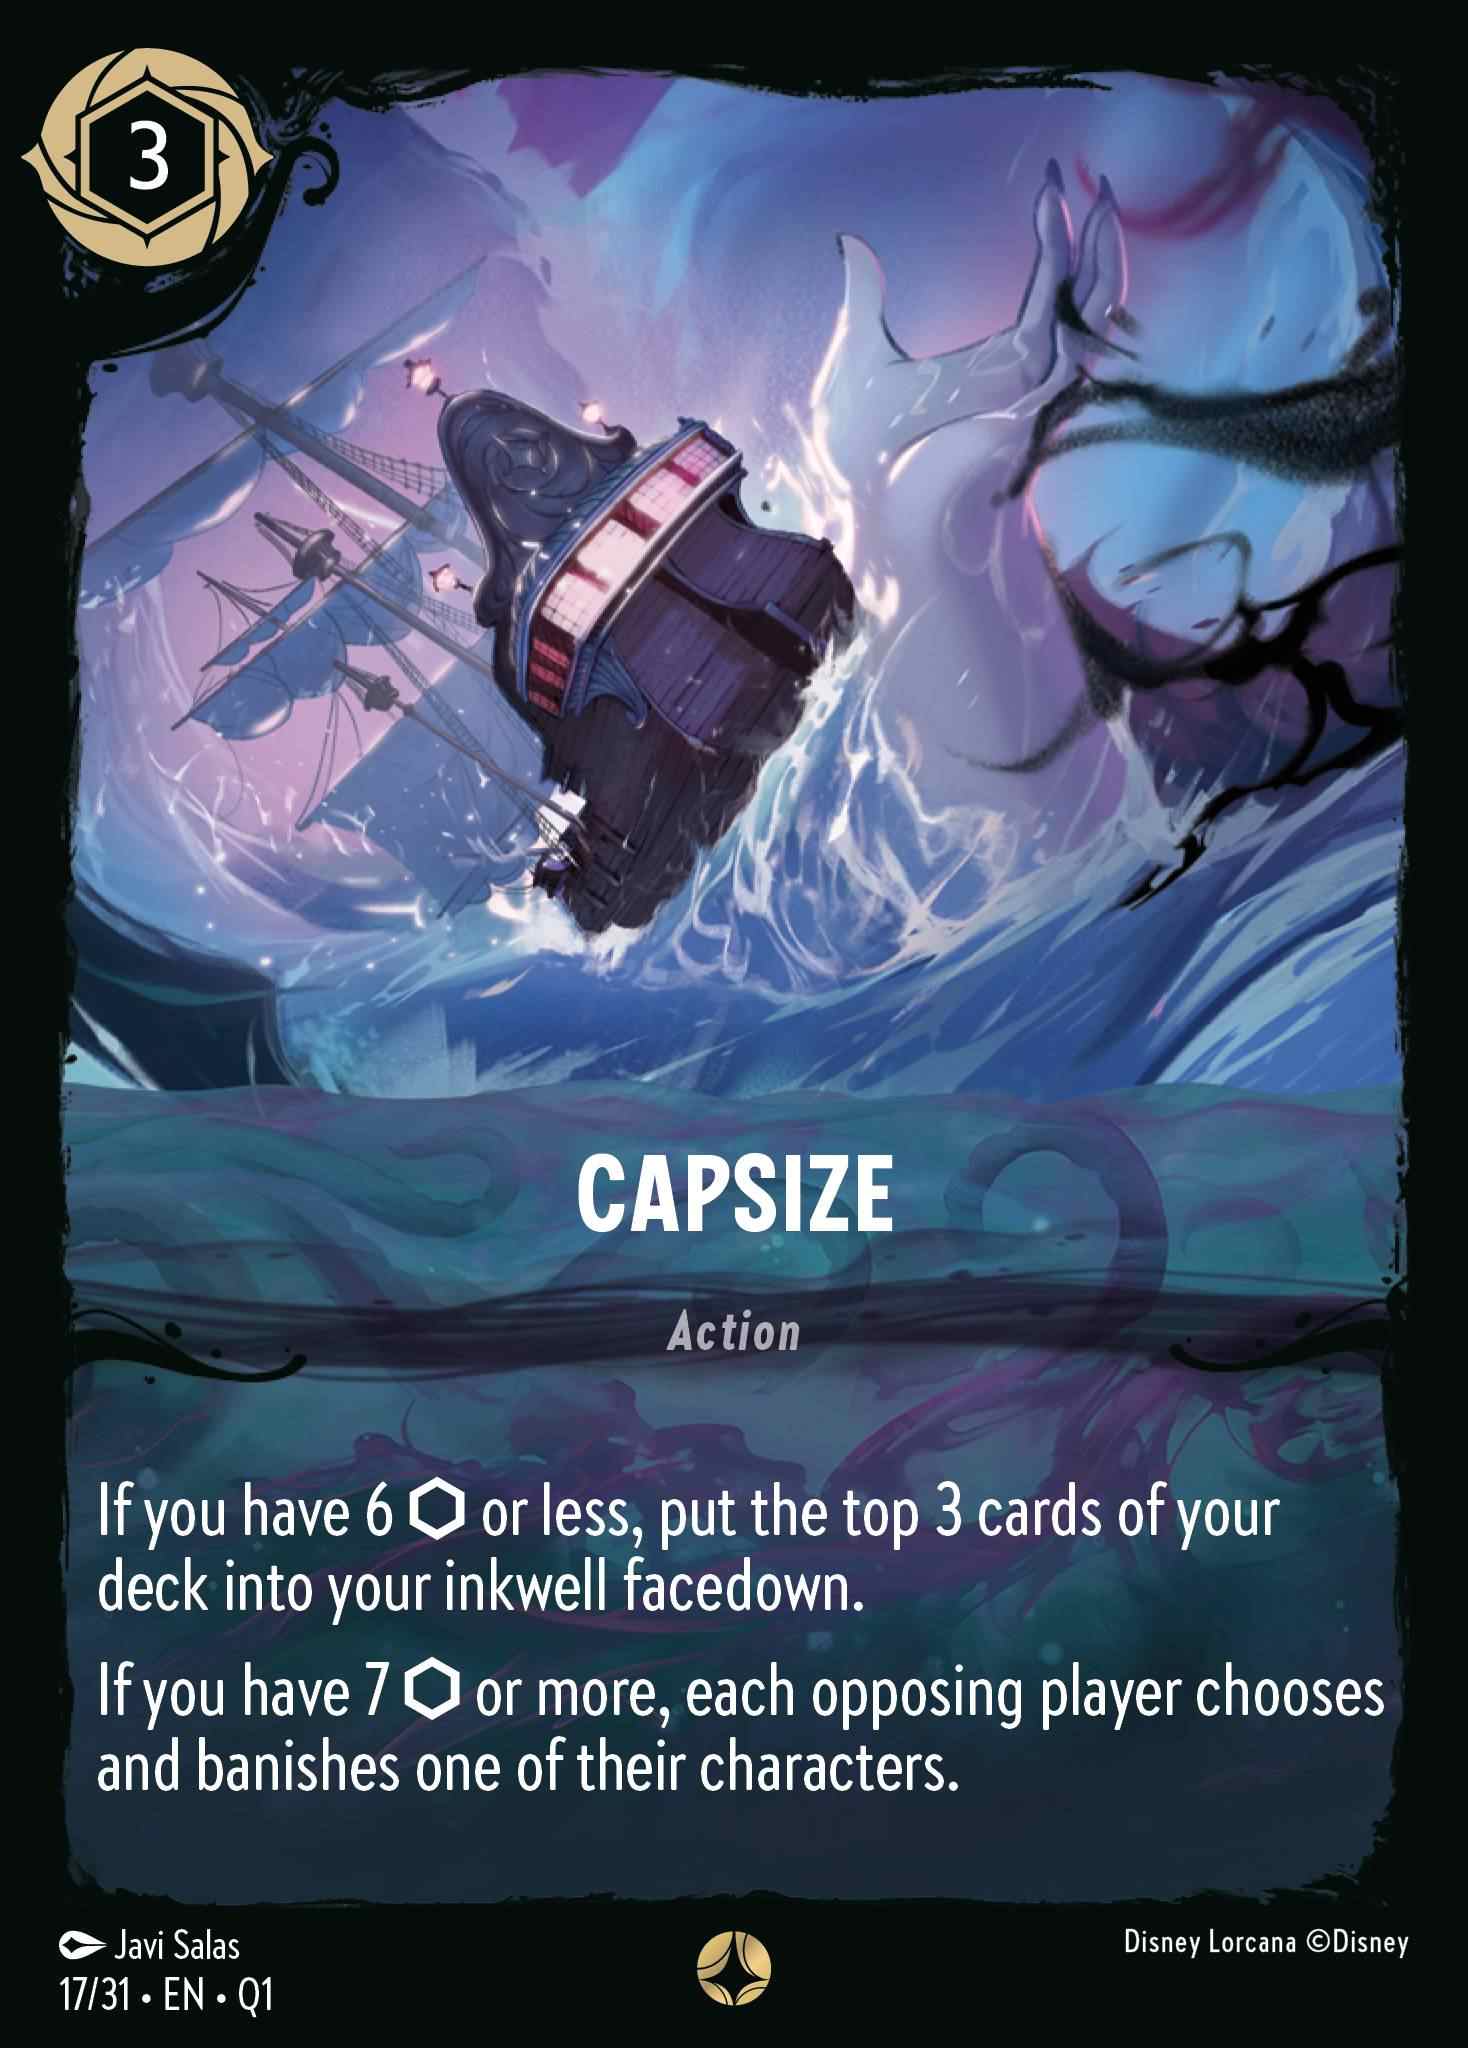 3
CAPSIZE
Action
If you have 6 ⬡ or less, put the top 3 cards of your
deck into your inkwell facedown.
If you have 7 ⬡ or more, each opposing player chooses
and banishes one of their characters.
Javi Salas
Disney Lorcana ©Disney
17/31 • EN • Q1